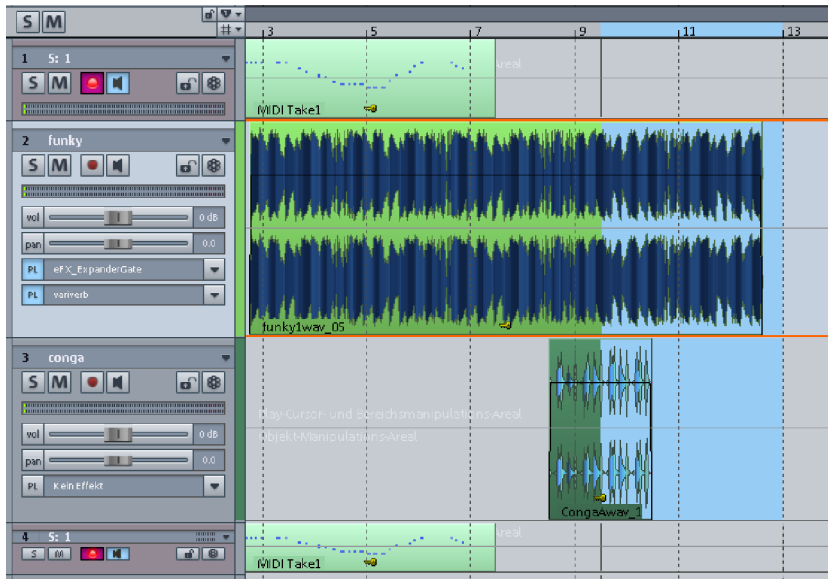 S M
3 5 7 9 11 13
1 S: 1
S M
MIDI Take1
Areal
2 funky
S M
vol 0 dB
pan 0.0
PL eFX_ExpanderGate
PL variverb
funky1wav_05
3 conga
S M
Play-Cursor- und Bereichsmanipulations-Areal
vol 0 dB
Objekt-Manipulations-Areal
pan 0.0
PL Kein Effekt
CongaAwav_1
4 S: 1
S M
Areal
MIDI Take1